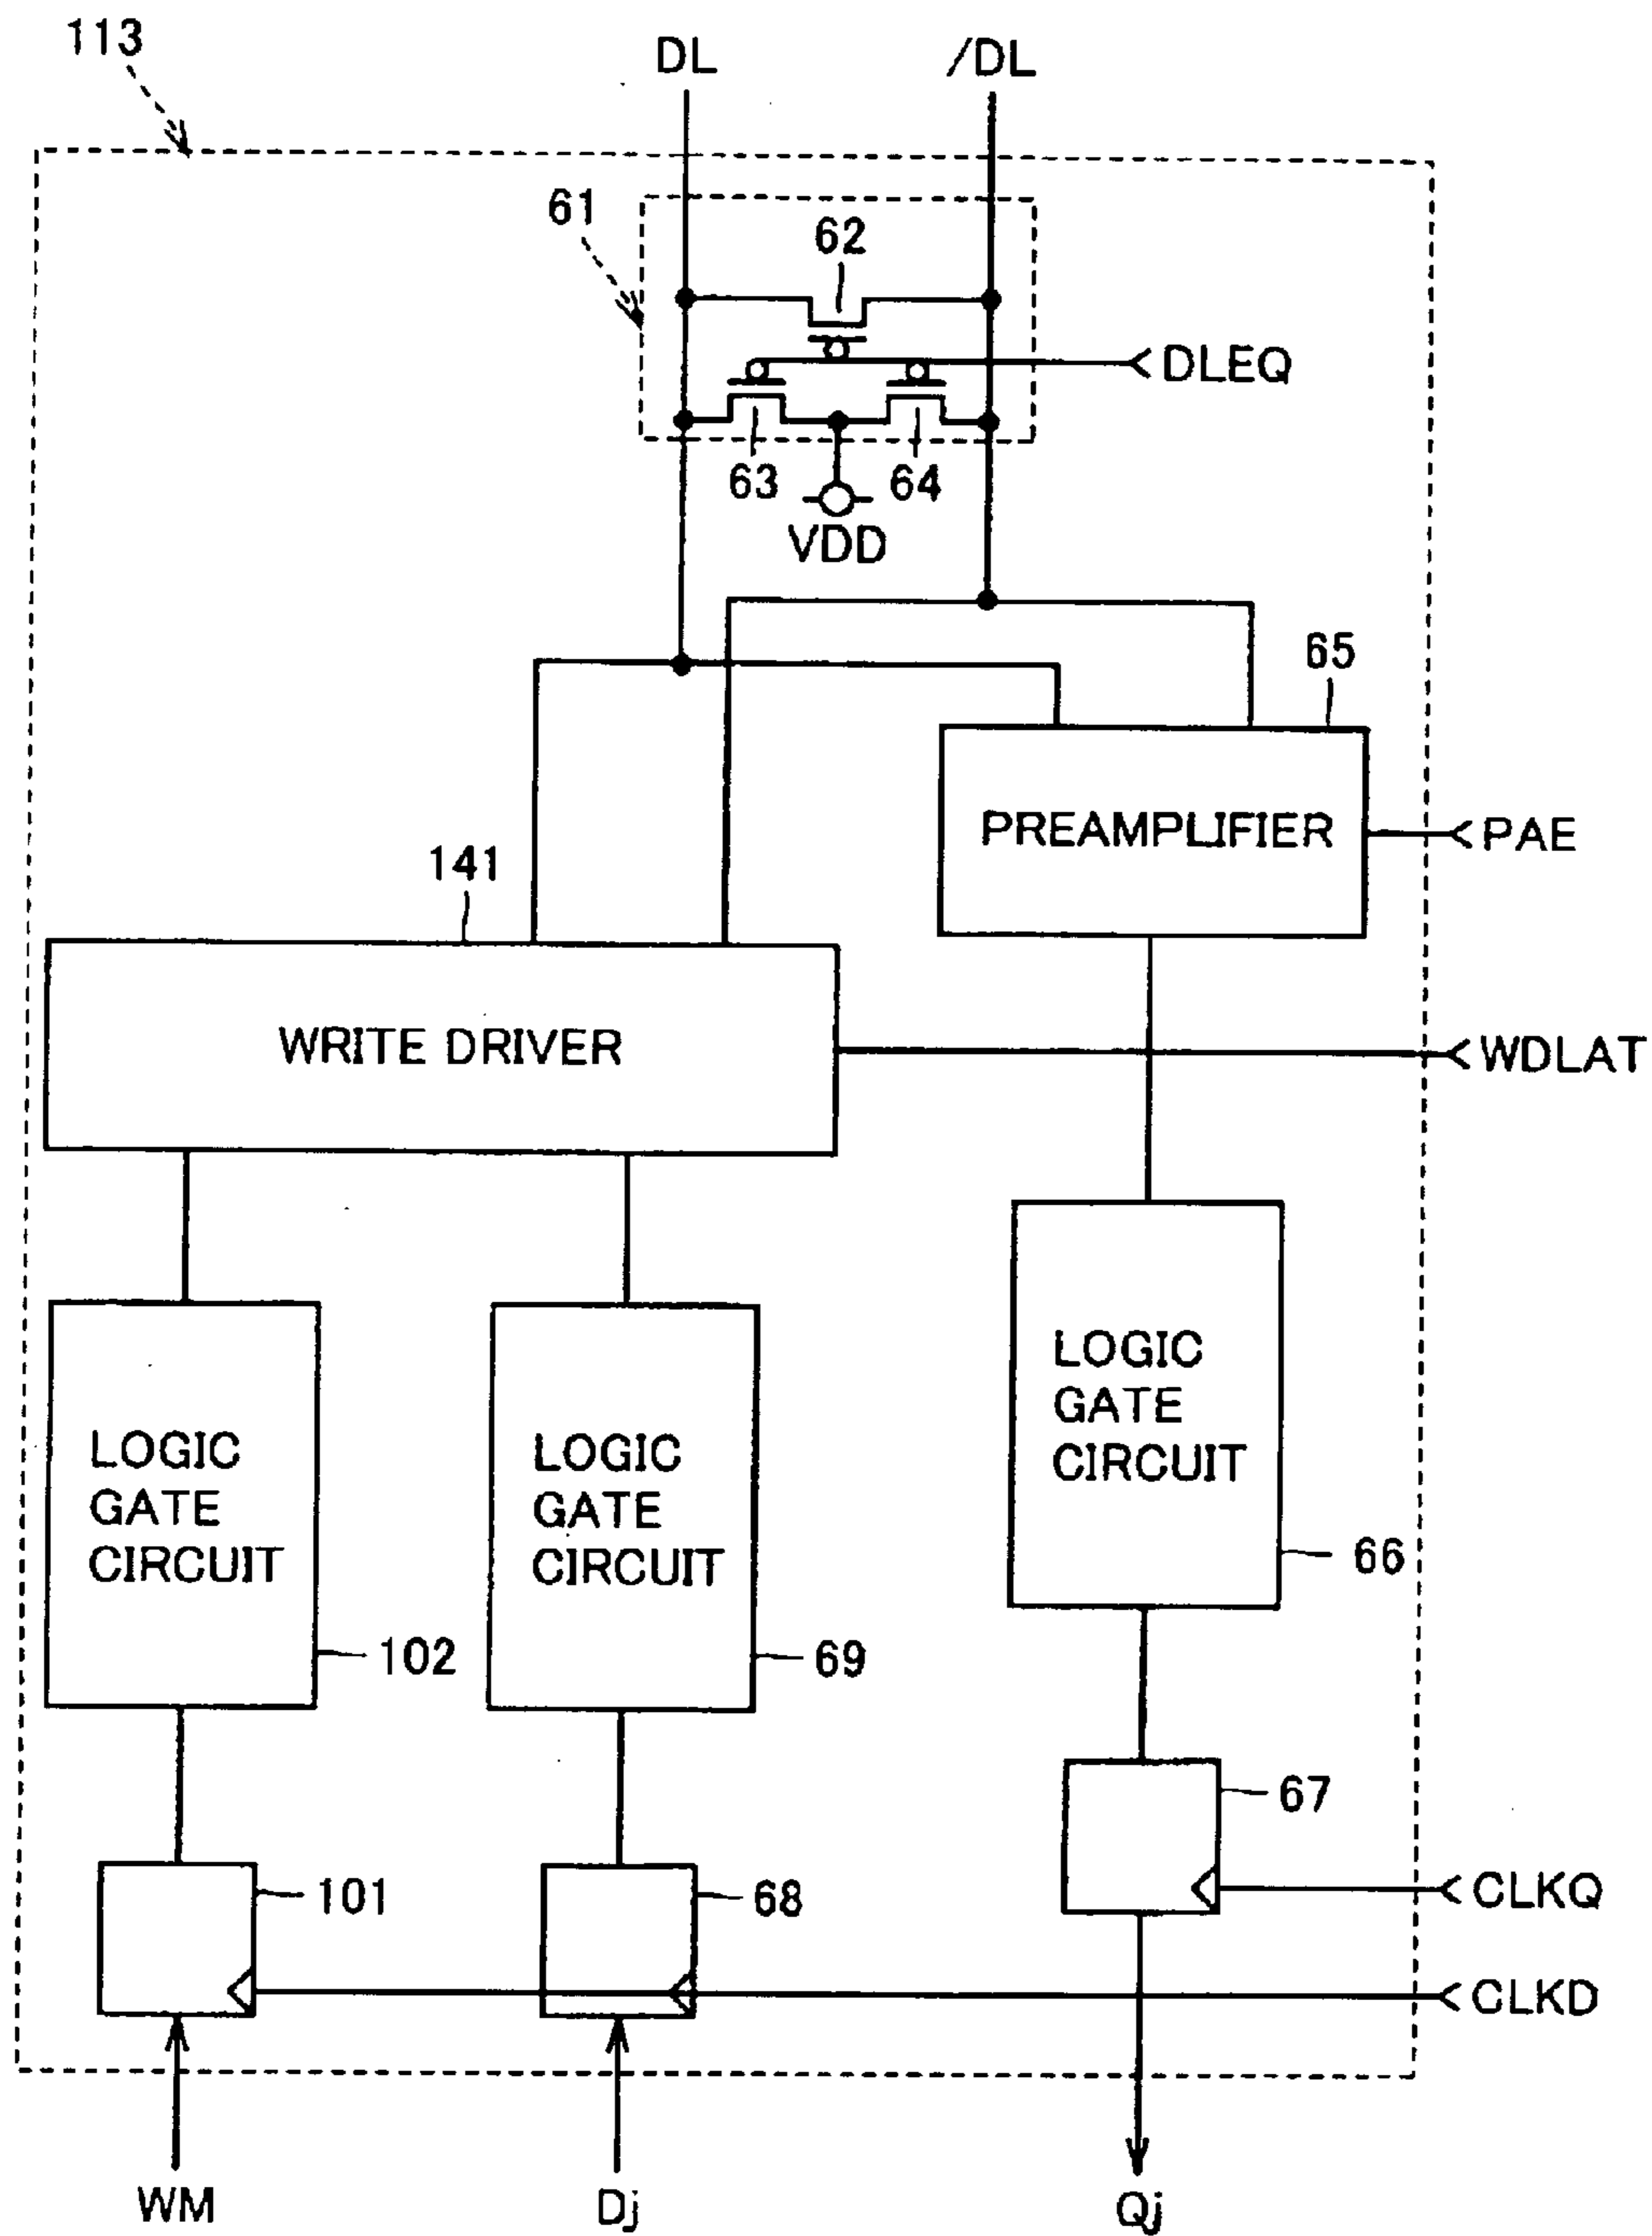 113
DL
/DL
61
62
DLEQ
63
64
VDD
65
PREAMPLIFIER
PAE
141
WRITE DRIVER
WDLAT
LOGIC
GATE
CIRCUIT
66
LOGIC
GATE
CIRCUIT
102
LOGIC
GATE
CIRCUIT
69
67
101
68
CLKQ
CLKD
WM
Dj
Qj